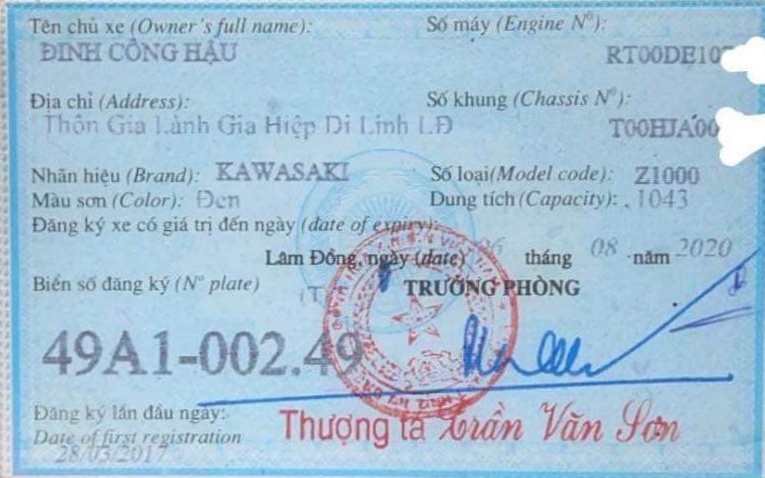 Tên chủ xe (Owner's full name): Số máy (Engine Nº):
ĐINH CÔNG HẬU RT00DE10
Địa chỉ (Address): Số khung (Chassis Nº):
Thôn Gia Lành Gia Hiệp Di Linh LĐ T00HJA00
Nhãn hiệu (Brand): KAWASAKI Số loại(Model code): Z1000
Màu sơn (Color): Đen Dung tích (Capacity): 1043
Đăng ký xe có giá trị đến ngày (date of expiry):
Lâm Đồng, ngày (date) 06 tháng 08 năm 2020
Biển số đăng ký (Nº plate) (T) TRƯỞNG PHÒNG
49A1-002.49
Đăng ký lần đầu ngày:
Date of first registration Thượng tá Trần Văn Sơn
28/03/2017